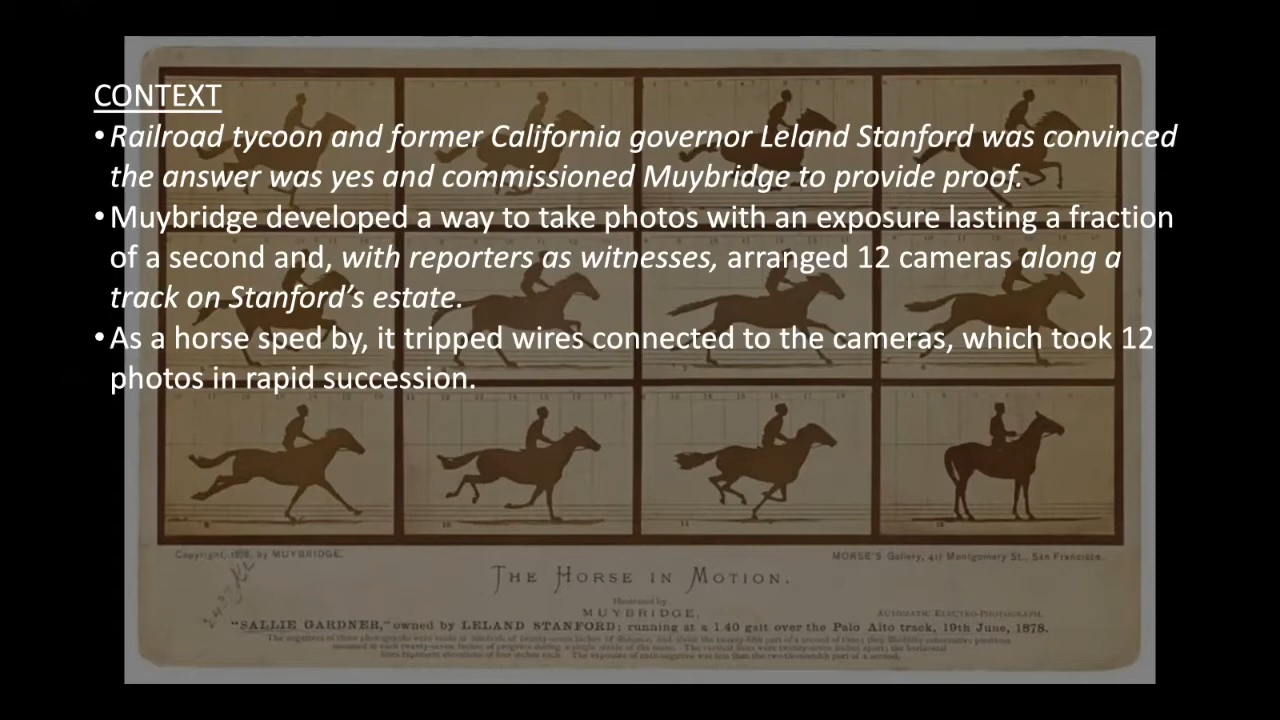 CONTEXT
• Railroad tycoon and former California governor Leland Stanford was convinced
the answer was yes and commissioned Muybridge to provide proof.
• Muybridge developed a way to take photos with an exposure lasting a fraction
of a second and, with reporters as witnesses, arranged 12 cameras along a
track on Stanford's estate.
• As a horse sped by, it tripped wires connected to the cameras, which took 12
photos in rapid succession.
Copyright, 1878, by MUYBRIDGE.
MORSE'S Gallery, 417 Montgomery St., San Francisco.
THE HORSE IN MOTION.
Illustrated by
MUYBRIDGE.
AUTOMATIC ELECTRO-PHOTOGRAPH.
"SALLIE GARDNER," owned by LELAND STANFORD; running at a 1.40 gait over the Palo Alto track, 19th June, 1878.